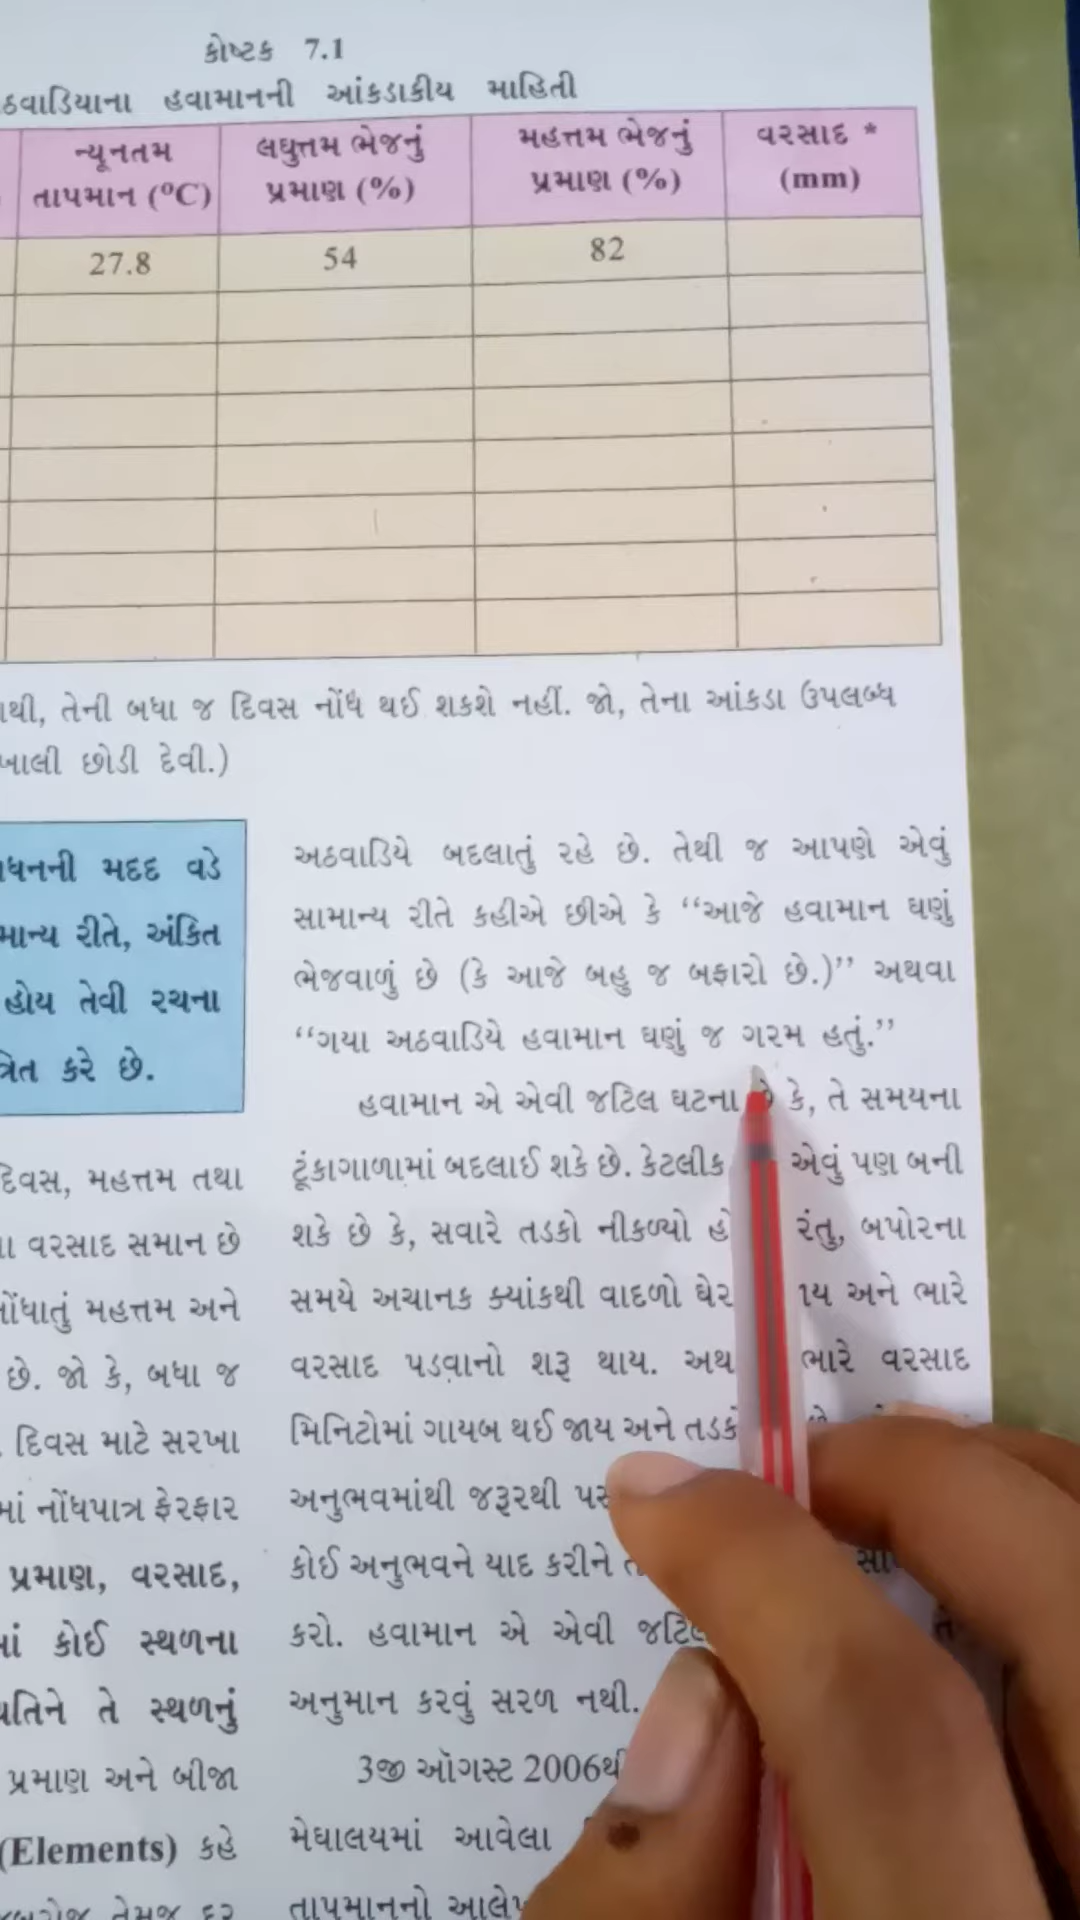 કોષ્ટક 7.1
ઠવાડિયાના હવામાનની આંકડાકીય માહિતી
ન્યૂનતમ તાપમાન (°C) લઘુત્તમ ભેજનું પ્રમાણ (%) મહત્તમ ભેજનું પ્રમાણ (%) વરસાદ * (mm)
27.8 54 82
તેની બધા જ દિવસ નોંધ થઈ શકશે નહીં. જો, તેના આંકડા ઉપલબ્ધ
છોડી દેવી.)
મદદ વડે
રીતે, અંકિત
હોય તેવી રચના
કરે છે.
દિવસ, મહત્તમ તથા
વરસાદ સમાન છે
મહત્તમ અને
છે. જો કે, બધા જ
દિવસ માટે સરખા
નોંધપાત્ર ફેરફાર
પ્રમાણ, વરસાદ,
કોઈ સ્થળના
તે સ્થળનું
પ્રમાણ અને બીજા
(Elements) કહે
અઠવાડિયે બદલાતું રહે છે. તેથી જ આપણે એવું
સામાન્ય રીતે કહીએ છીએ કે “આજે હવામાન ઘણું
ભેજવાળું છે (કે આજે બહુ જ બફારો છે.)” અથવા
“ગયા અઠવાડિયે હવામાન ઘણું જ ગરમ હતું.”
હવામાન એ એવી જટિલ ઘટના છે કે, તે સમયના
ટૂંકાગાળામાં બદલાઈ શકે છે. કેટલીક એવું પણ બની
શકે છે કે, સવારે તડકો નીકળ્યો બપોરના
સમયે અચાનક ક્યાંકથી વાદળો અને ભારે
વરસાદ પડવાનો શરૂ થાય. ભારે વરસાદ
મિનિટોમાં ગાયબ થઈ જાય અને
અનુભવમાંથી જરૂરથી
કોઈ અનુભવને યાદ કરીને
કરો. હવામાન એ એવી
અનુમાન કરવું સરળ નથી.
3જી ઑગસ્ટ 2006થી
મેઘાલયમાં આવેલા
તાપમાનનો